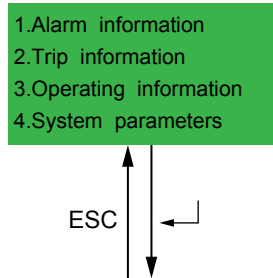 1.Alarm information
2.Trip information
3.Operating information
4.System parameters
ESC